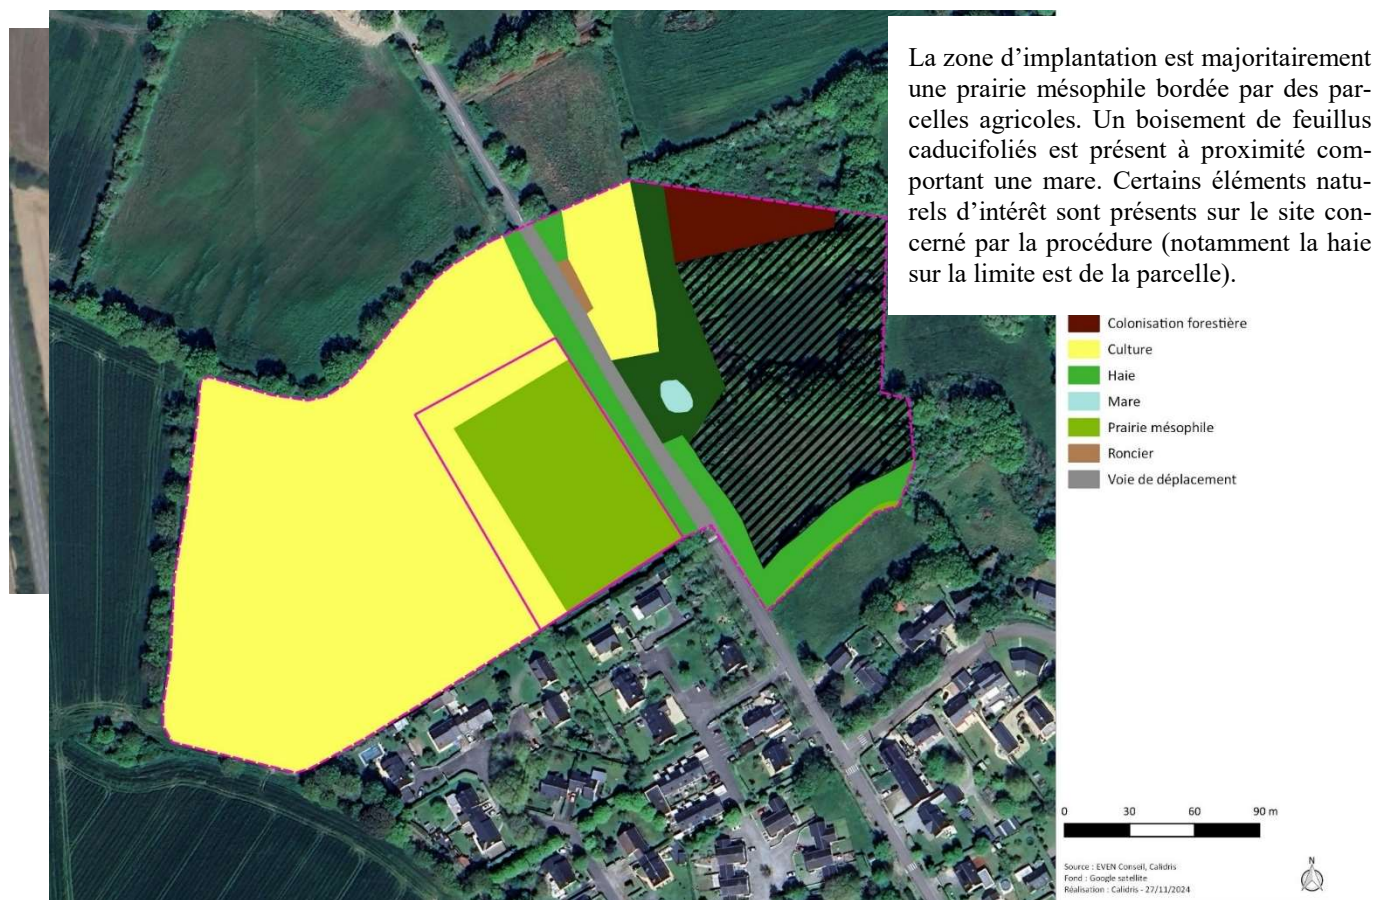 La zone d’implantation est majoritairement
une prairie mésophile bordée par des par-
celles agricoles. Un boisement de feuillus
caducifoliés est présent à proximité com-
portant une mare. Certains éléments natu-
rels d’intérêt sont présents sur le site con-
cerné par la procédure (notamment la haie
sur la limite est de la parcelle).
Colonisation forestière
Culture
Haie
Mare
Prairie mésophile
Roncier
Voie de déplacement
0 30 60 90 m
Source : EVEN Conseil, Calidris
Fond : Google satellite
Réalisation : Calidris - 27/11/2024
N